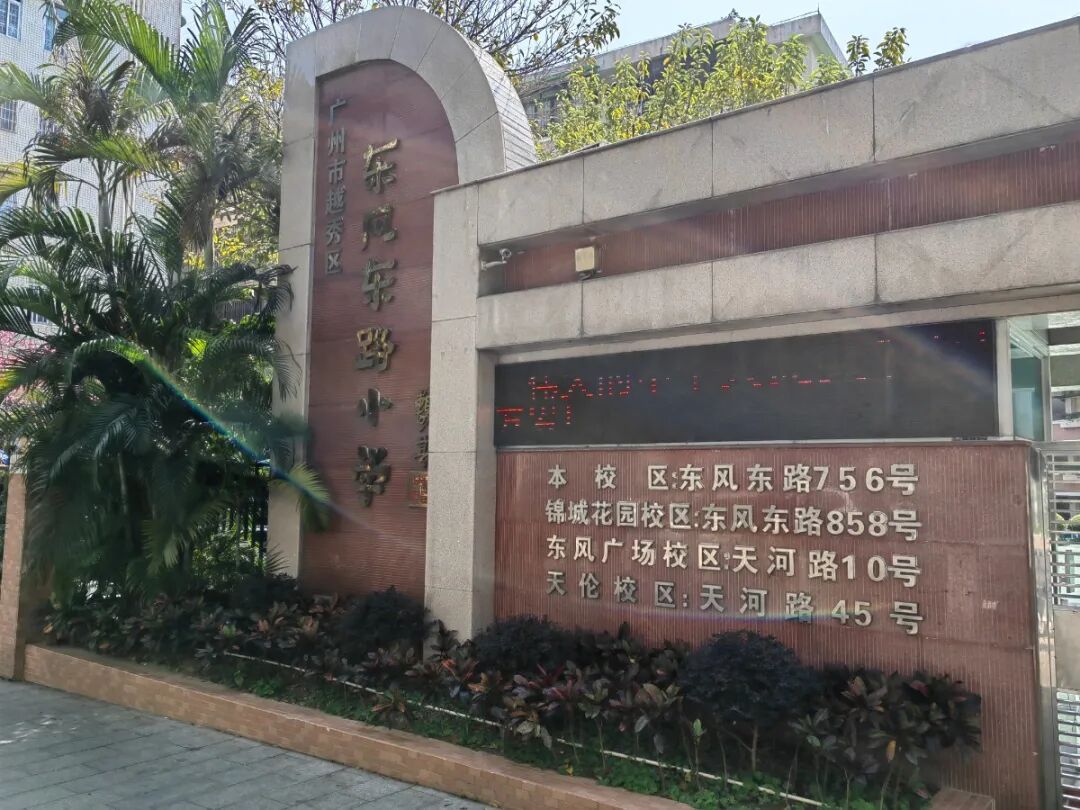 广州市越秀区
东风东路小学
本校区:东风东路756号
锦城花园校区:东风东路858号
东风广场校区:天河路10号
天伦校区:天河路45号